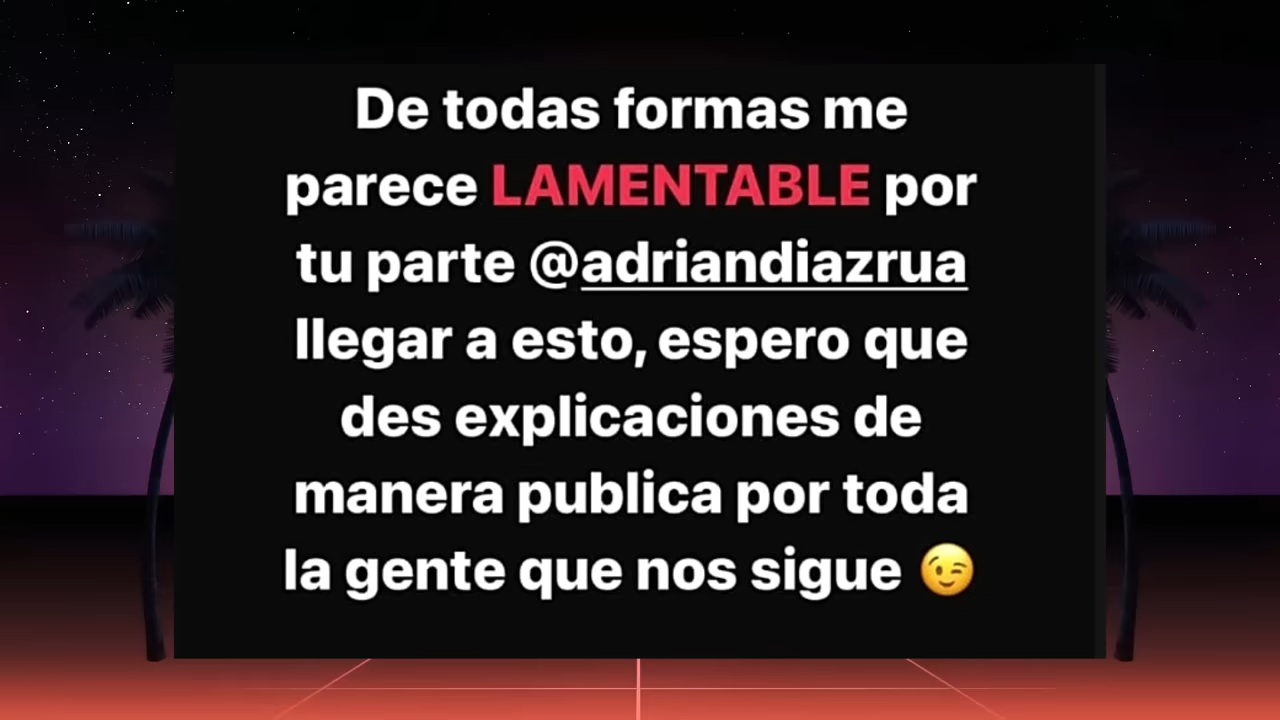 De todas formas me
parece LAMENTABLE por
tu parte @adriandiazrua
llegar a esto, espero que
des explicaciones de
manera publica por toda
la gente que nos sigue 😉